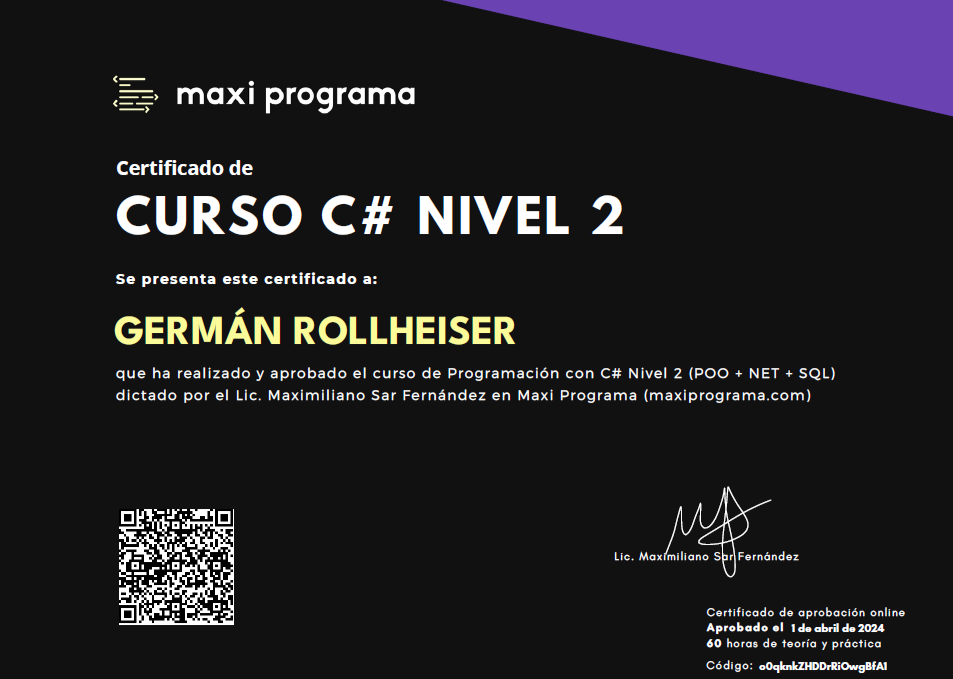 maxi programa
Certificado de
CURSO C# NIVEL 2
Se presenta este certificado a:
GERMÁN ROLLHEISER
que ha realizado y aprobado el curso de Programación con C# Nivel 2 (POO + NET + SQL)
dictado por el Lic. Maximiliano Sar Fernández en Maxi Programa (maxiprograma.com)
Lic. Maximiliano Sar Fernández
Certificado de aprobación online
Aprobado el 1 de abril de 2024
60 horas de teoría y práctica
Código: o0qknkZHDDrRiOwgBfA1